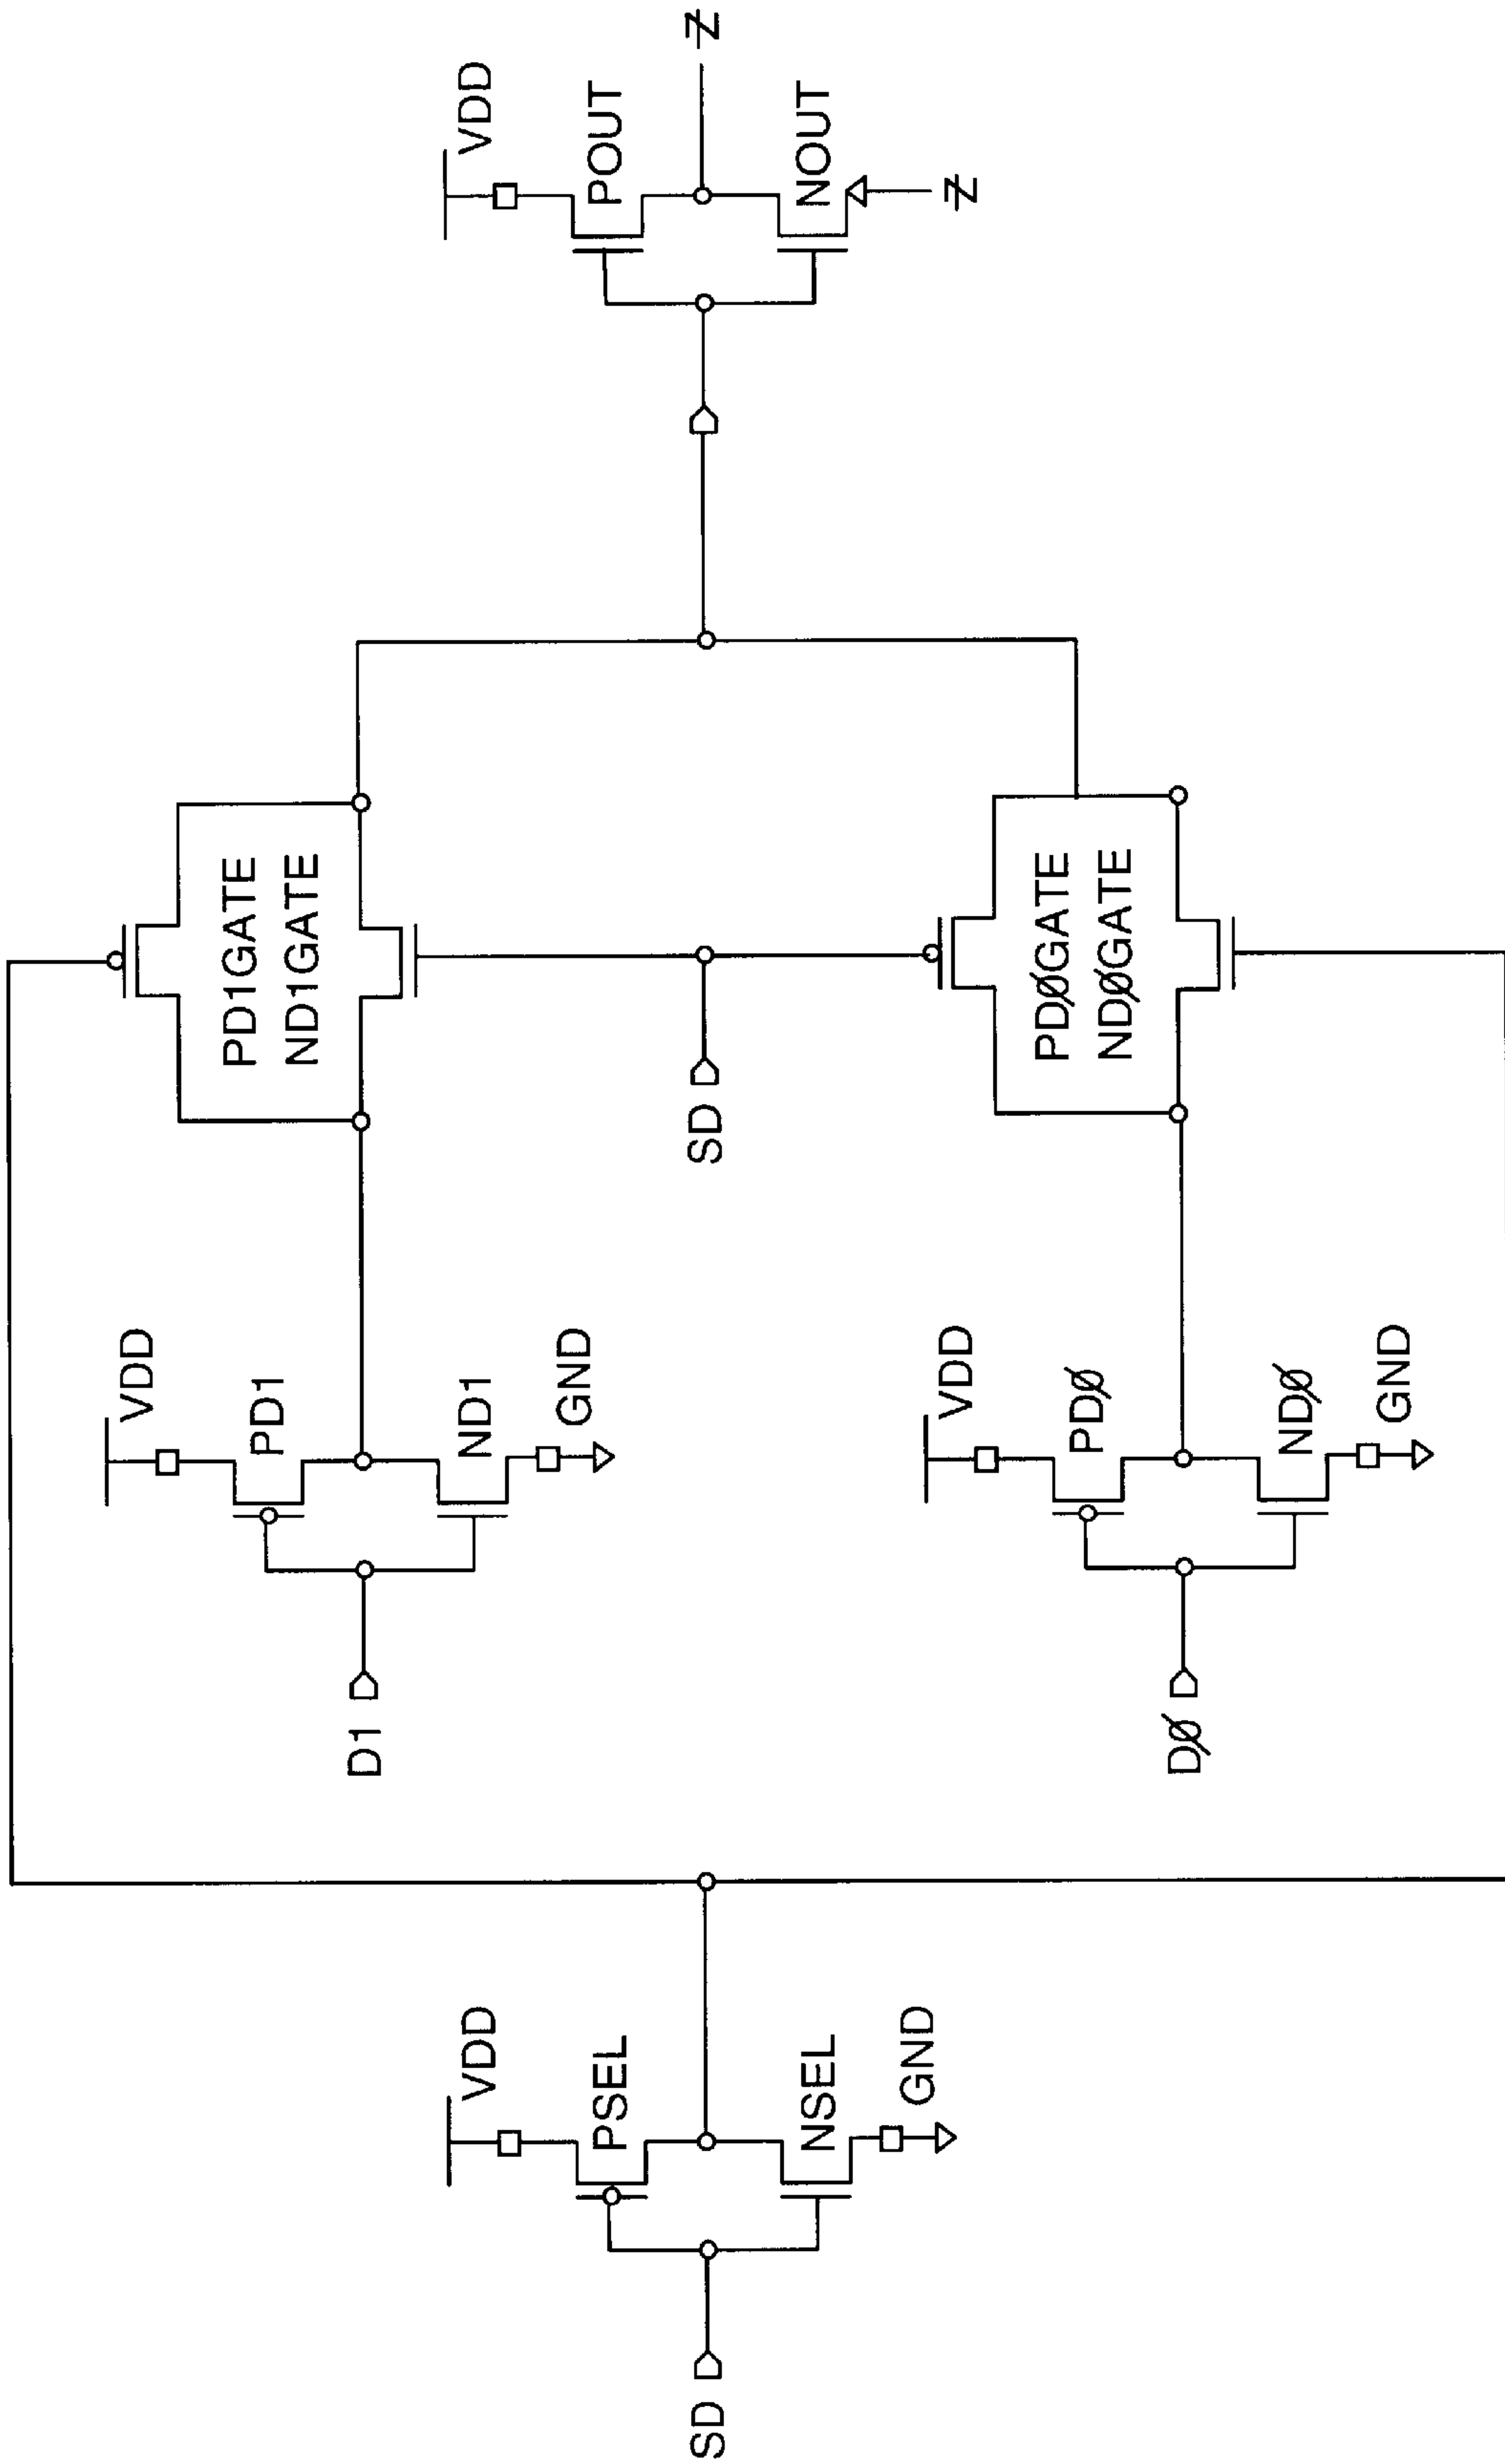 VDD
PD1GATE
PD1
ND1GATE
D1
ND1
VDD
VDD
GND
PSEL
POUT
SD
SD
Z
NSEL
NOUT
GND
VDD
Z
PDØGATE
PDØ
NDØGATE
DØ
NDØ
GND